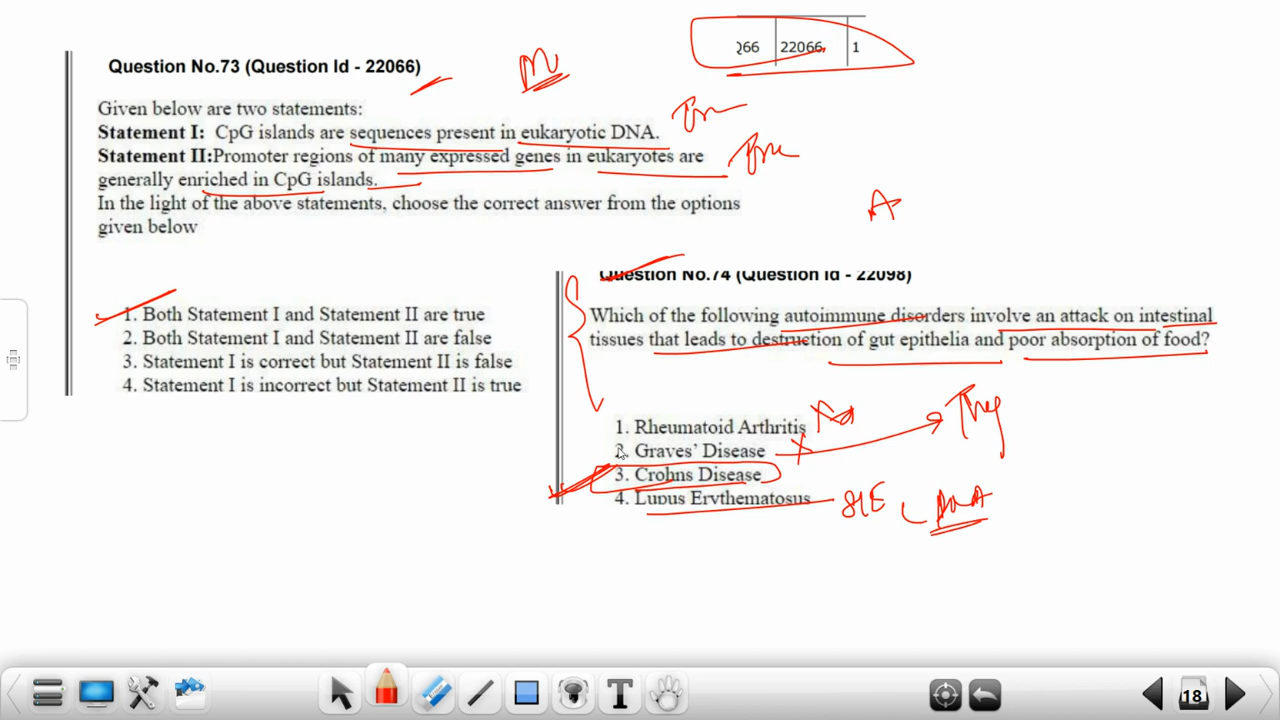 Question No.73 (Question Id - 22066)
Given below are two statements:
Statement I: CpG islands are sequences present in eukaryotic DNA.
Statement II:Promoter regions of many expressed genes in eukaryotes are
generally enriched in CpG islands.
In the light of the above statements, choose the correct answer from the options
given below
1. Both Statement I and Statement II are true
2. Both Statement I and Statement II are false
3. Statement I is correct but Statement II is false
4. Statement I is incorrect but Statement II is true
22066 1
M
True
True
A
Question No.74 (Question Id - 22098)
Which of the following autoimmune disorders involve an attack on intestinal
tissues that leads to destruction of gut epithelia and poor absorption of food?
1. Rheumatoid Arthritis
2. Graves' Disease
3. Crohns Disease
4. Lupus Erythematosus
Thy
SLE
DNA
18
T